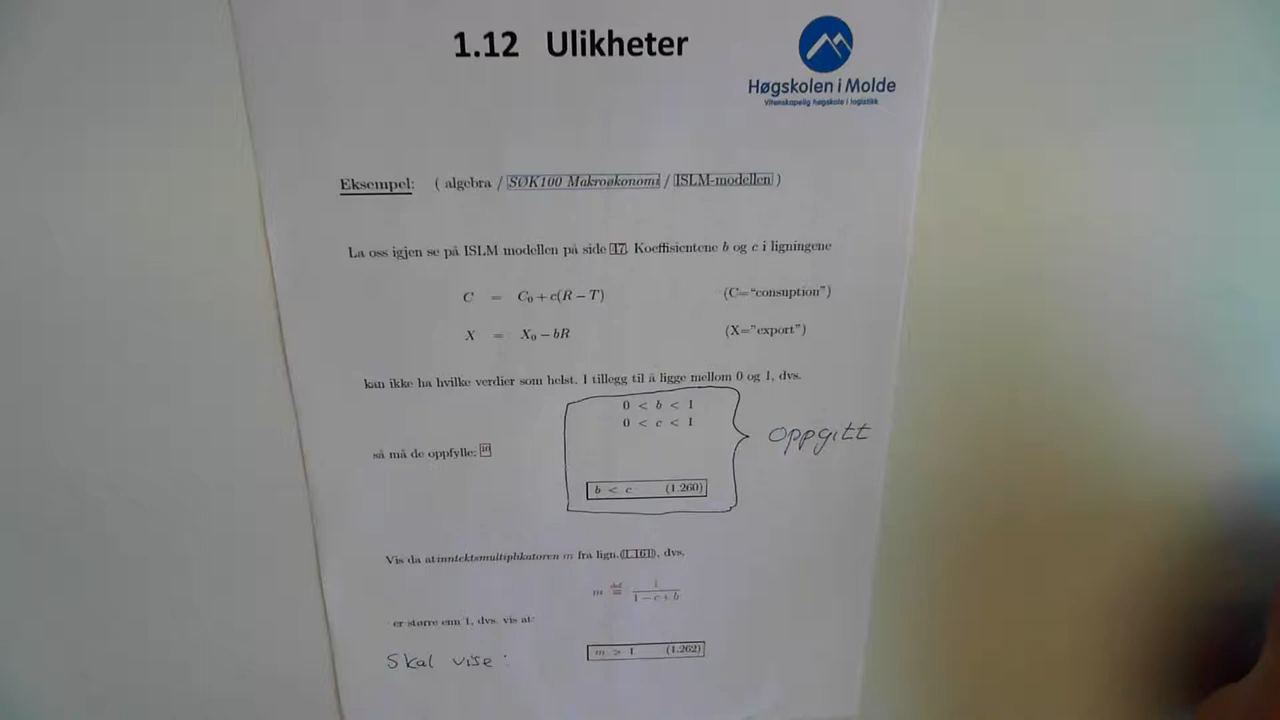 1.12 Ulikheter
Høgskolen i Molde
Vitenskapelig høgskole i logistikk
Eksempel: ( algebra / SØK100 Makroøkonomi / ISLM-modellen )
La oss igjen se på ISLM modellen på side 17. Koeffisientene b og c i ligningene
C = C₀ + c(R − T) (C="consuption")
X = X₀ − bR (X="export")
kan ikke ha hvilke verdier som helst. I tillegg til å ligge mellom 0 og 1, dvs.
0 < b < 1
0 < c < 1
oppgitt
så må de oppfylle: 10
b < c (1.260)
Vis da at inntektsmultiplikatoren m fra lign.(1.161), dvs.
m def= 1 / (1 − c + b)
er større enn 1, dvs. vis at:
Skal vise : m > 1 (1.262)